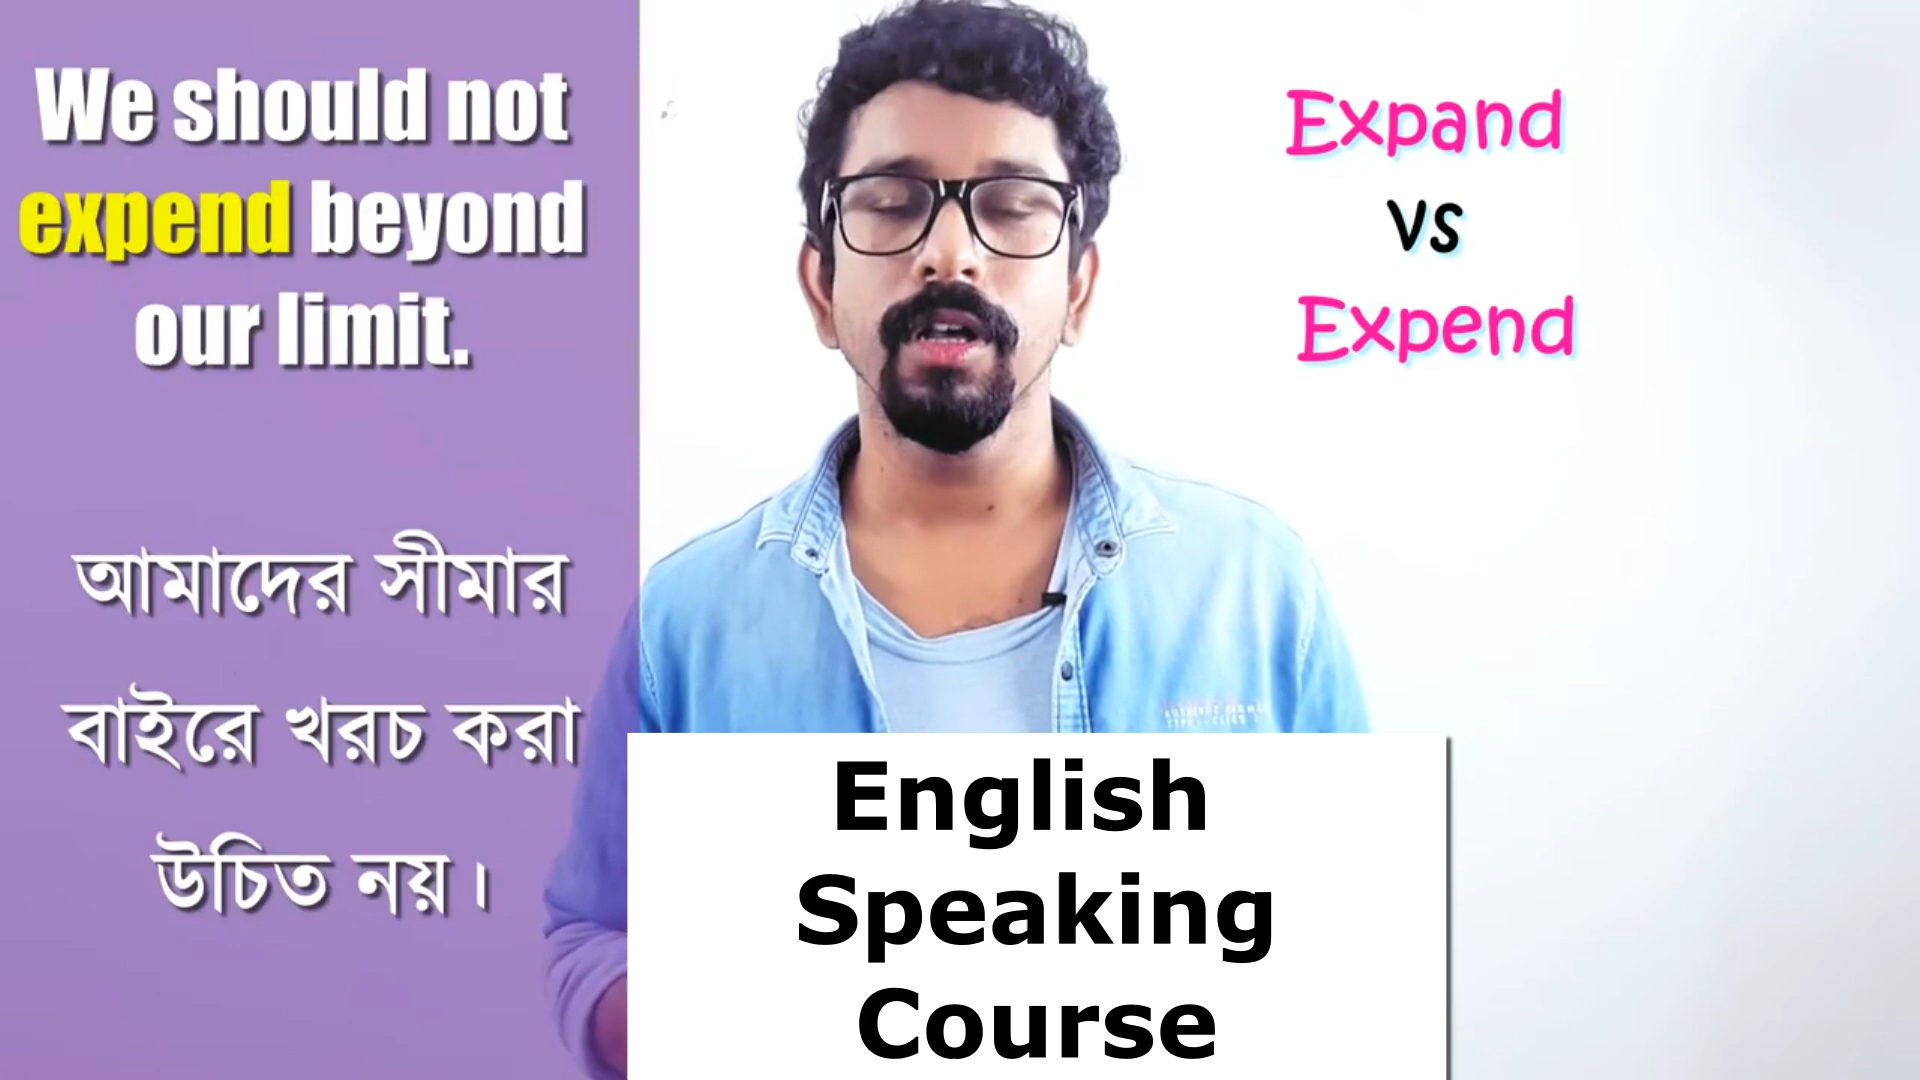 We should not
expend beyond
our limit.
আমাদের সীমার
বাইরে খরচ করা
উচিত নয়।
Expand
vs
Expend
English
Speaking
Course